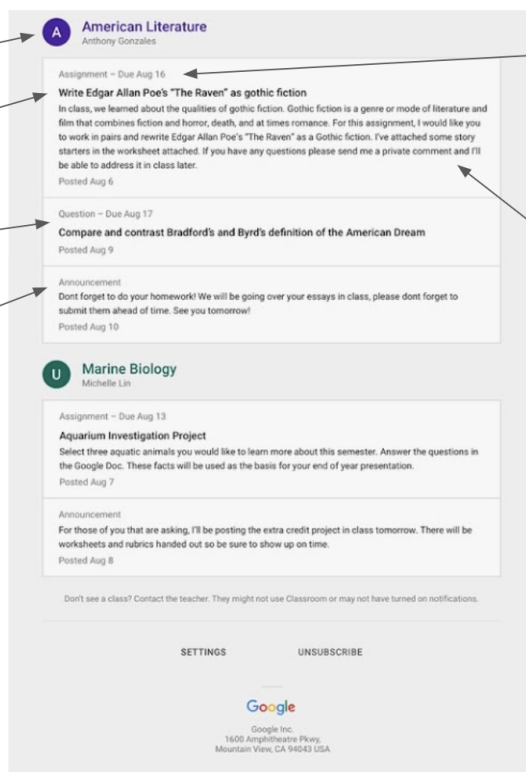 A
American Literature
Anthony Gonzales
Assignment – Due Aug 16
Write Edgar Allan Poe's "The Raven" as gothic fiction
In class, we learned about the qualities of gothic fiction. Gothic fiction is a genre or mode of literature and
film that combines fiction and horror, death, and at times romance. For this assignment, I would like you
to work in pairs and rewrite Edgar Allan Poe's "The Raven" as a Gothic fiction. I've attached some story
starters in the worksheet attached. If you have any questions please send me a private comment and I'll
be able to address it in class later.
Posted Aug 6
Question – Due Aug 17
Compare and contrast Bradford's and Byrd's definition of the American Dream
Posted Aug 9
Announcement
Dont forget to do your homework! We will be going over your essays in class, please dont forget to
submit them ahead of time. See you tomorrow!
Posted Aug 10
U
Marine Biology
Michelle Lin
Assignment – Due Aug 13
Aquarium Investigation Project
Select three aquatic animals you would like to learn more about this semester. Answer the questions in
the Google Doc. These facts will be used as the basis for your end of year presentation.
Posted Aug 7
Announcement
For those of you that are asking, I'll be posting the extra credit project in class tomorrow. There will be
worksheets and rubrics handed out so be sure to show up on time.
Posted Aug 8
Don't see a class? Contact the teacher. They might not use Classroom or may not have turned on notifications.
SETTINGS UNSUBSCRIBE
Google
Google Inc.
1600 Amphitheatre Pkwy,
Mountain View, CA 94043 USA